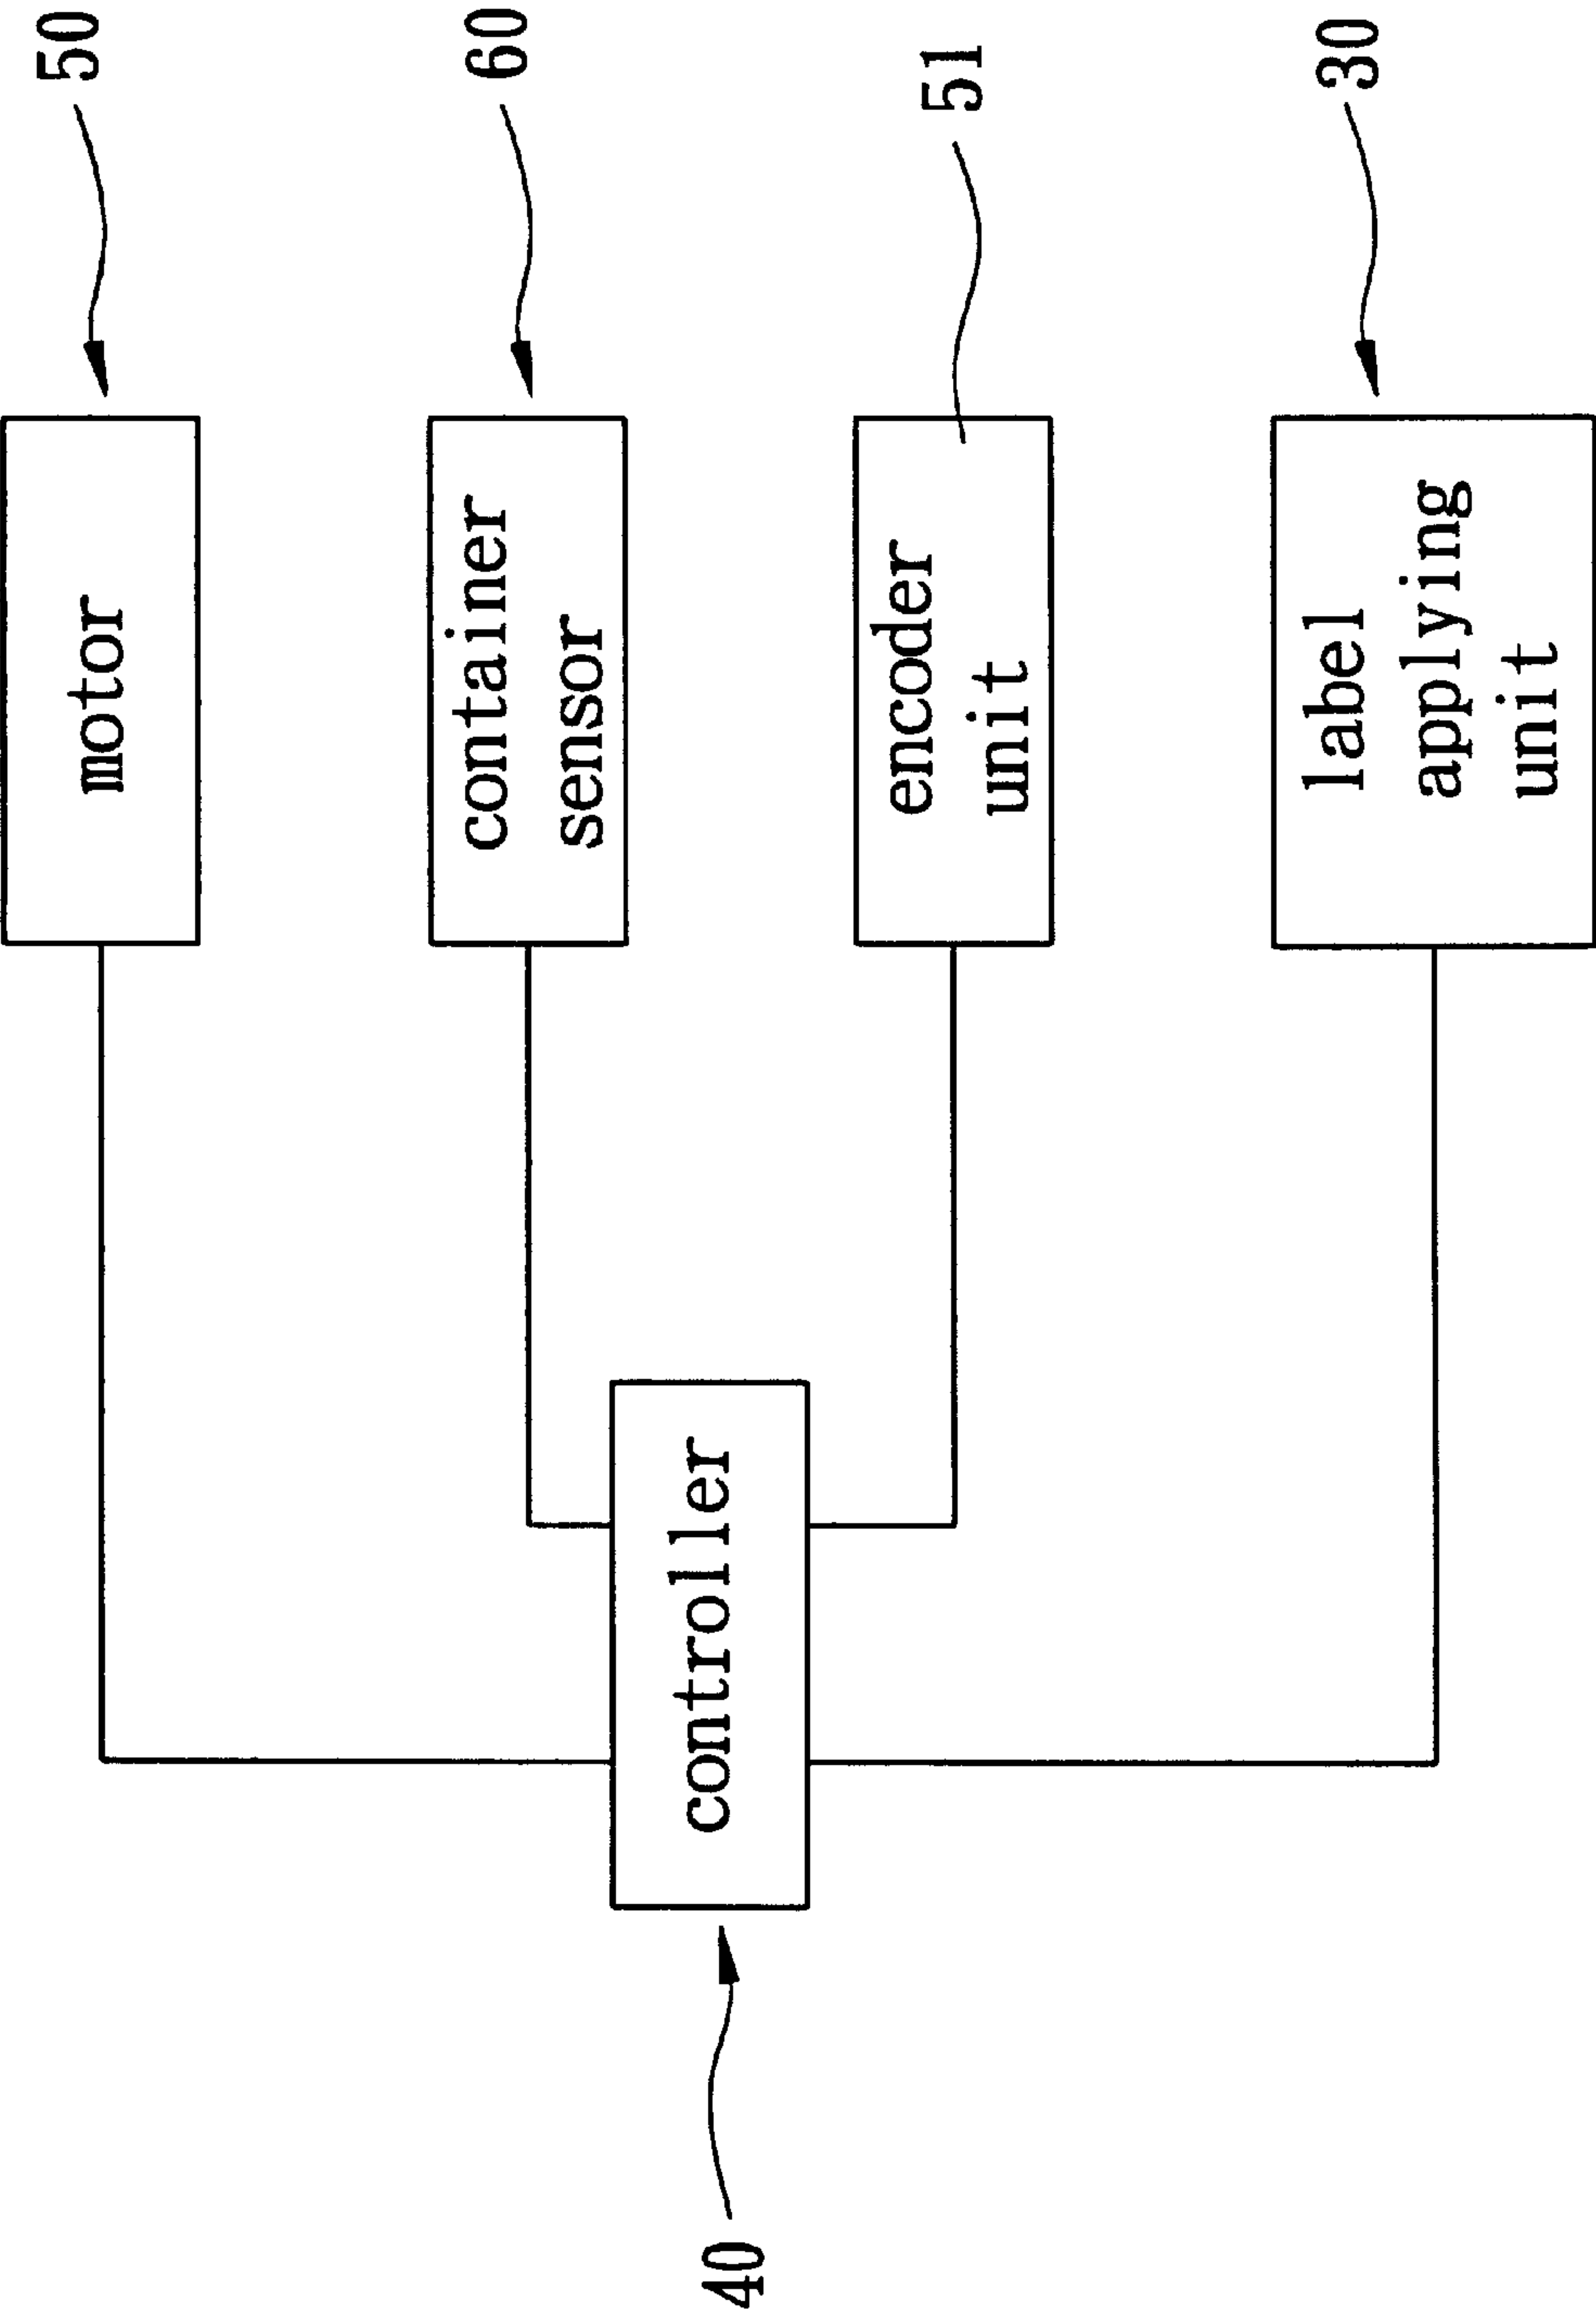 motor
50
container
sensor
60
encoder
unit
51
label
applying
unit
30
controller
40